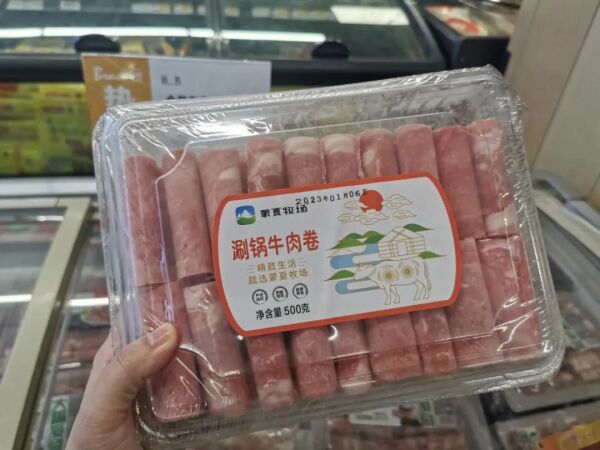 2023年01月06日
蒙夏牧场
涮锅牛肉卷
精致生活
就选蒙夏牧场
净含量500克